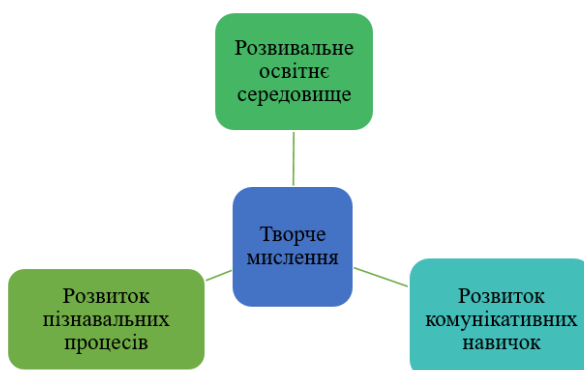 Розвивальне
освітнє
середовище
Творче
мислення
Розвиток
пізнавальних
процесів
Розвиток
комунікативних
навичок